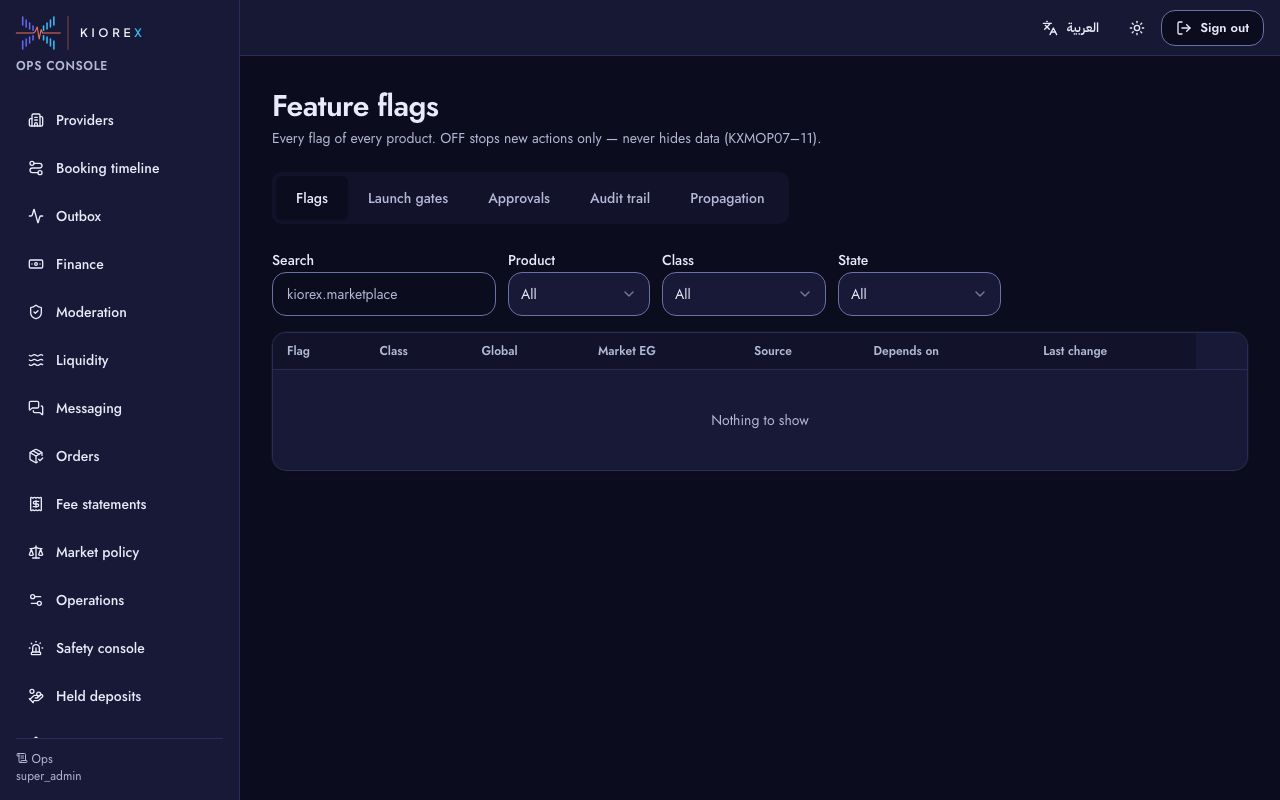 KIOREX
OPS CONSOLE
Providers
Booking timeline
Outbox
Finance
Moderation
Liquidity
Messaging
Orders
Fee statements
Market policy
Operations
Safety console
Held deposits
Ops
super_admin
العربية
Sign out
Feature flags
Every flag of every product. OFF stops new actions only — never hides data (KXMOP07–11).
Flags Launch gates Approvals Audit trail Propagation
Search Product Class State
kiorex.marketplace All All All
Flag Class Global Market EG Source Depends on Last change
Nothing to show